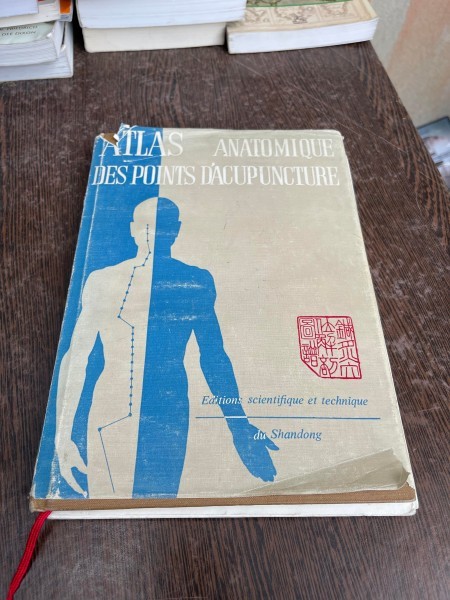 ATLAS ANATOMIQUE
DES POINTS D'ACUPUNCTURE
Editions scientifique et technique
du Shandong